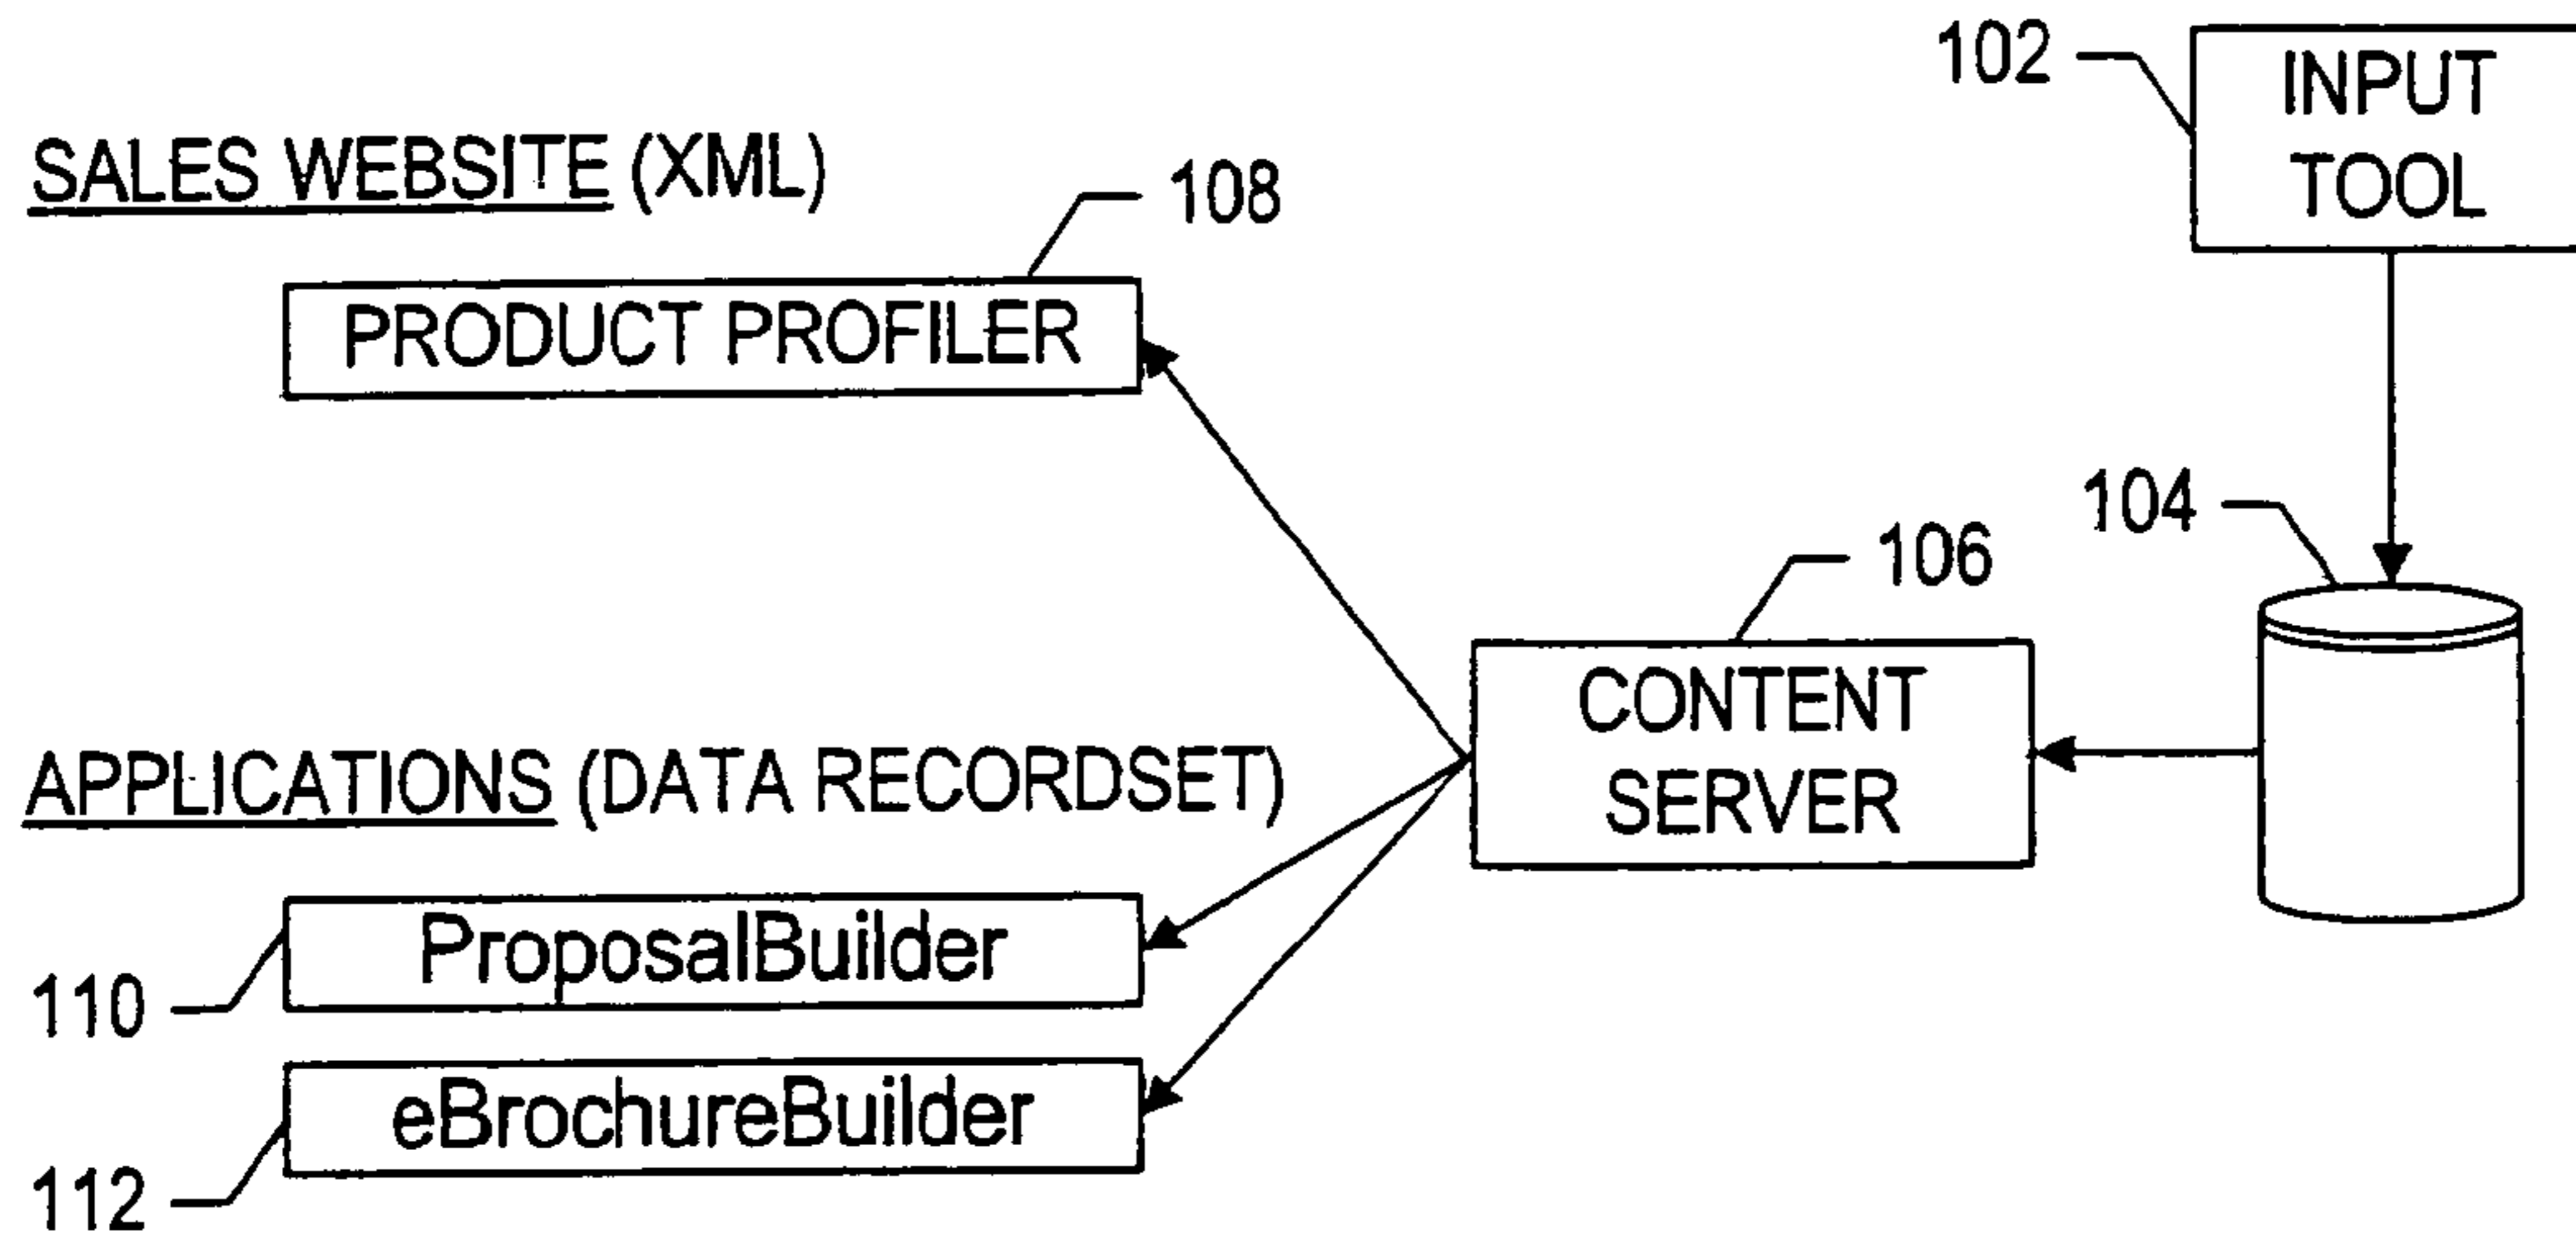 102
INPUT
TOOL
SALES WEBSITE (XML)
108
PRODUCT PROFILER
104
106
CONTENT
SERVER
APPLICATIONS (DATA RECORDSET)
ProposalBuilder
110
eBrochureBuilder
112